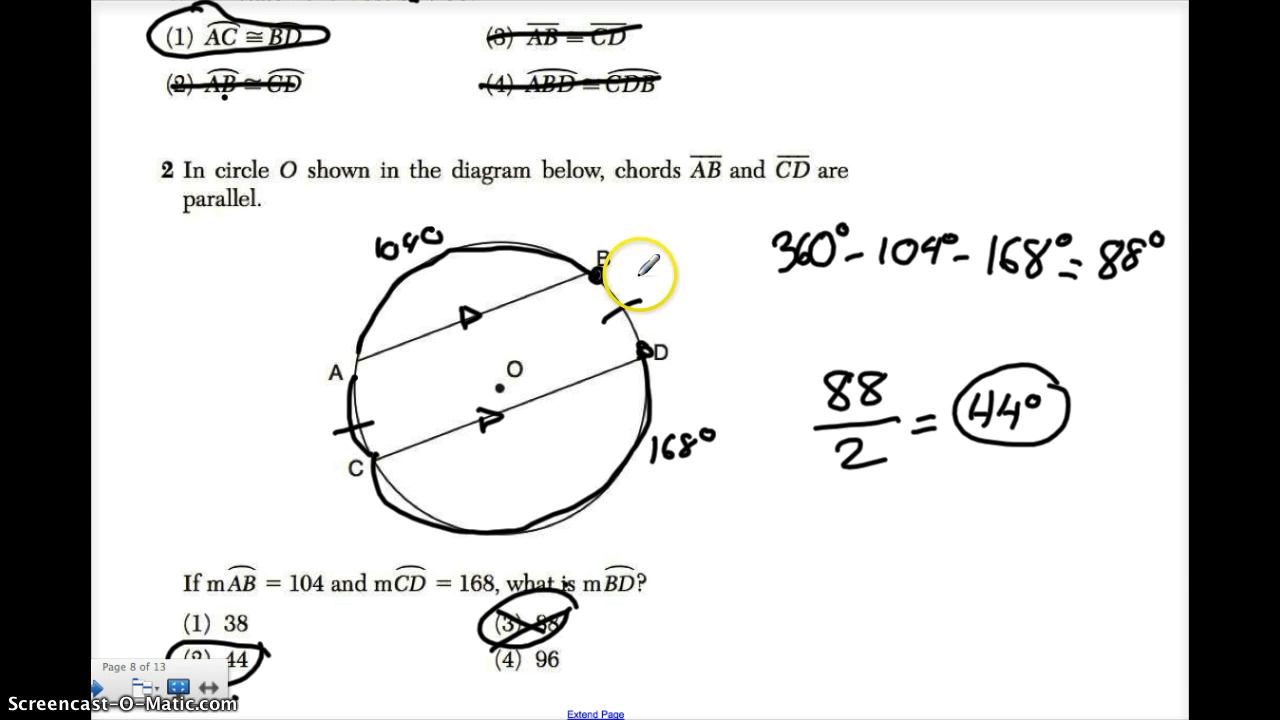 (1) AC ≅ BD
(3) AB ≅ CD
(2) AB ≅ CD
(4) ABD ≅ CDB
2 In circle O shown in the diagram below, chords AB and CD are
parallel.
104°
B
360° - 104° - 168° = 88°
D
A
O
88/2 = 44°
168°
C
If mAB = 104 and mCD = 168, what is mBD?
(1) 38
(3) 88
(2) 44
(4) 96
Page 8 of 13
Screencast-O-Matic.com
Extend Page